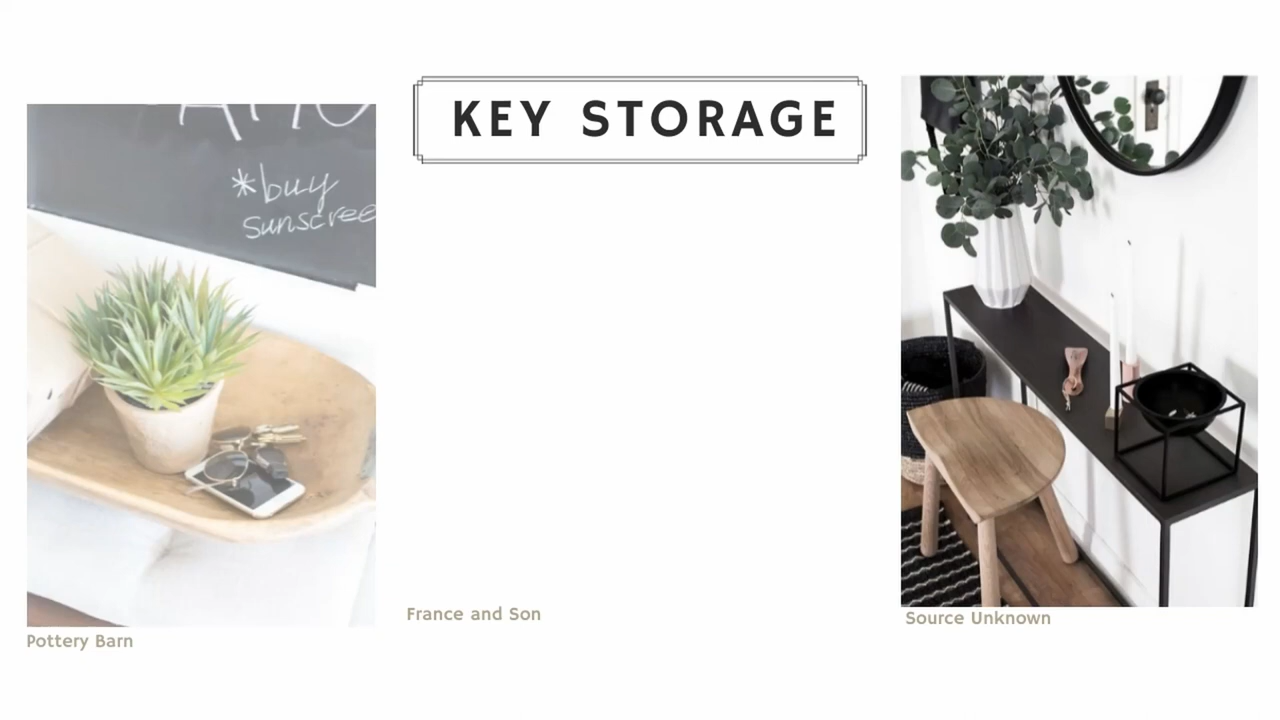 KEY STORAGE
*buy
sunscree
Pottery Barn
France and Son
Source Unknown